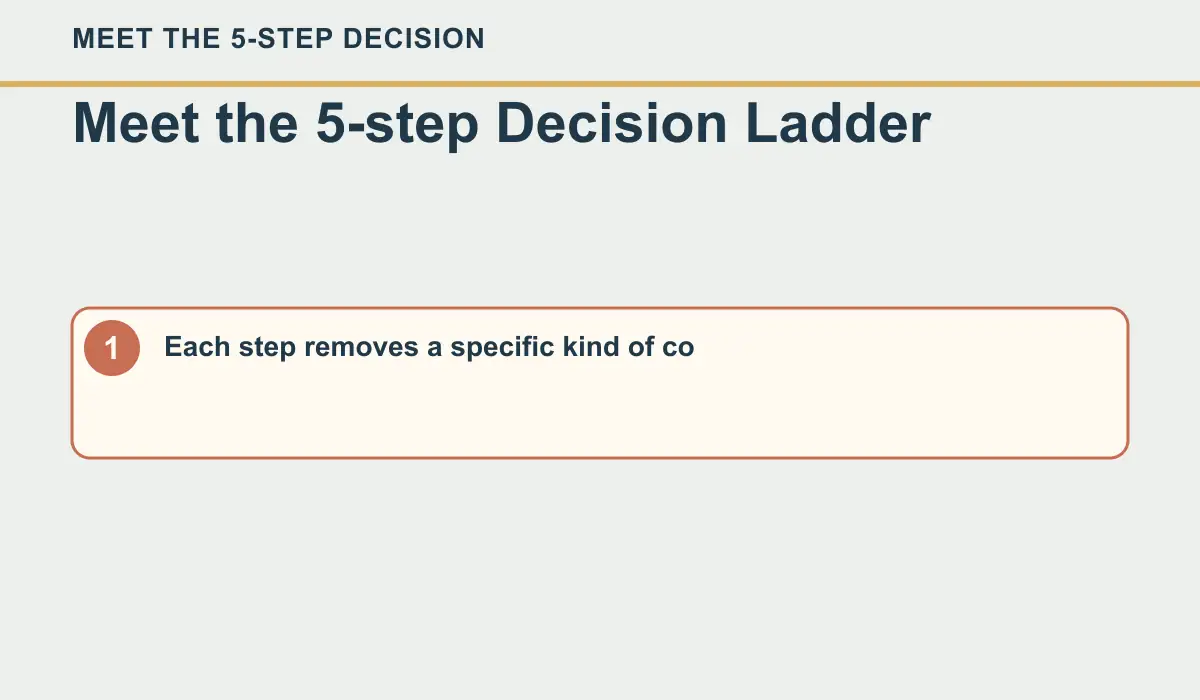 MEET THE 5-STEP DECISION
Meet the 5-step Decision Ladder
1
Each step removes a specific kind of co